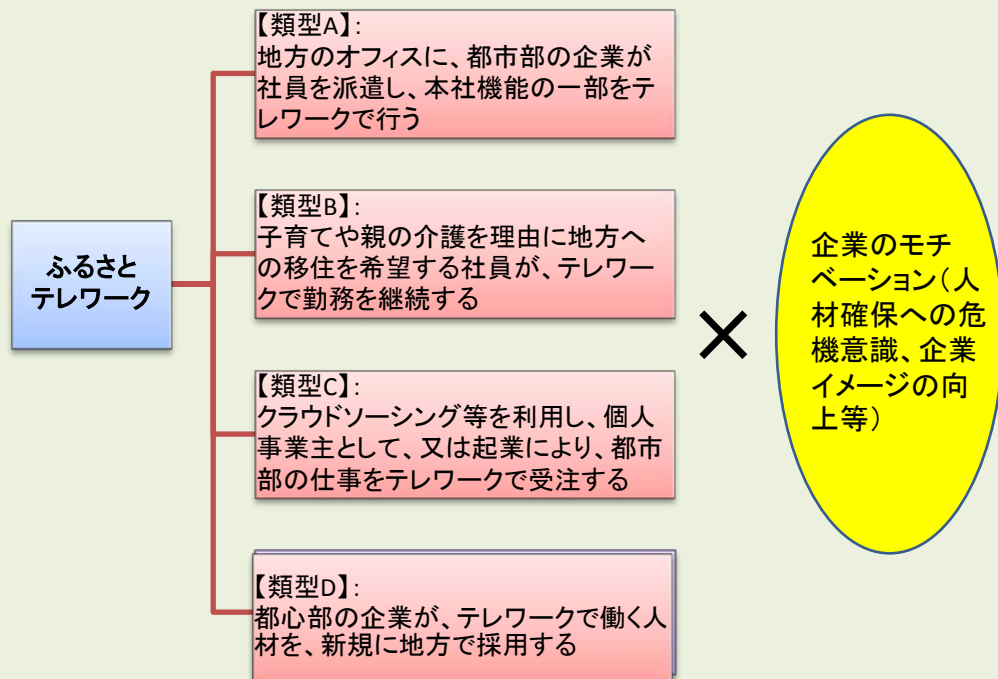 【類型A】:
地方のオフィスに、都市部の企業が
社員を派遣し、本社機能の一部をテ
レワークで行う
ふるさと
テレワーク
【類型B】:
子育てや親の介護を理由に地方へ
の移住を希望する社員が、テレワー
クで勤務を継続する
【類型C】:
クラウドソーシング等を利用し、個人
事業主として、又は起業により、都市
部の仕事をテレワークで受注する
【類型D】:
都心部の企業が、テレワークで働く人
材を、新規に地方で採用する
×
企業のモチ
ベーション(人
材確保への危
機意識、企業
イメージの向
上等)